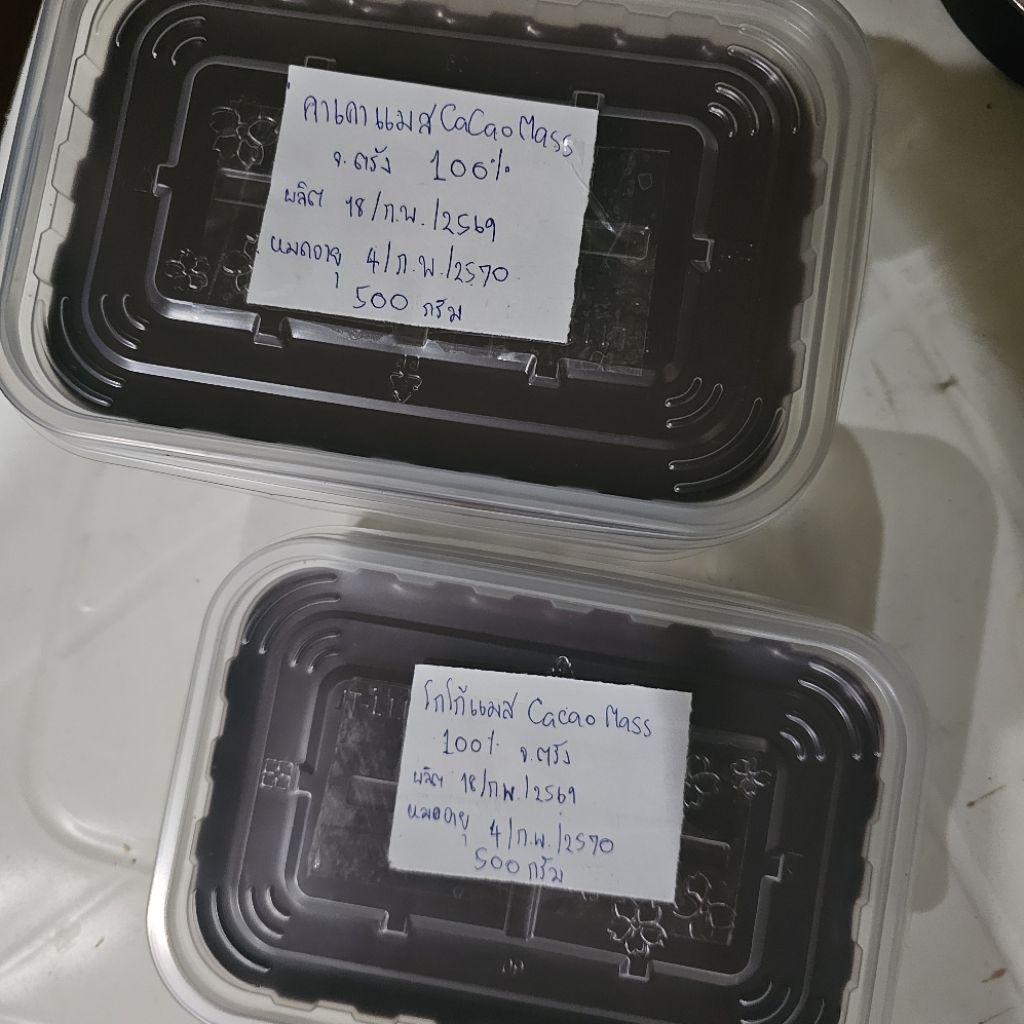 คาเคาแมส CaCao Mass
จ.ตรัง 100%
ผลิต 18/ก.พ./2569
หมดอายุ 4/ก.พ./2570
500 กรัม
โกโก้แมส Cacao Mass
100% จ.ตรัง
ผลิต 18/ก.พ./2569
หมดอายุ 4/ก.พ./2570
500 กรัม